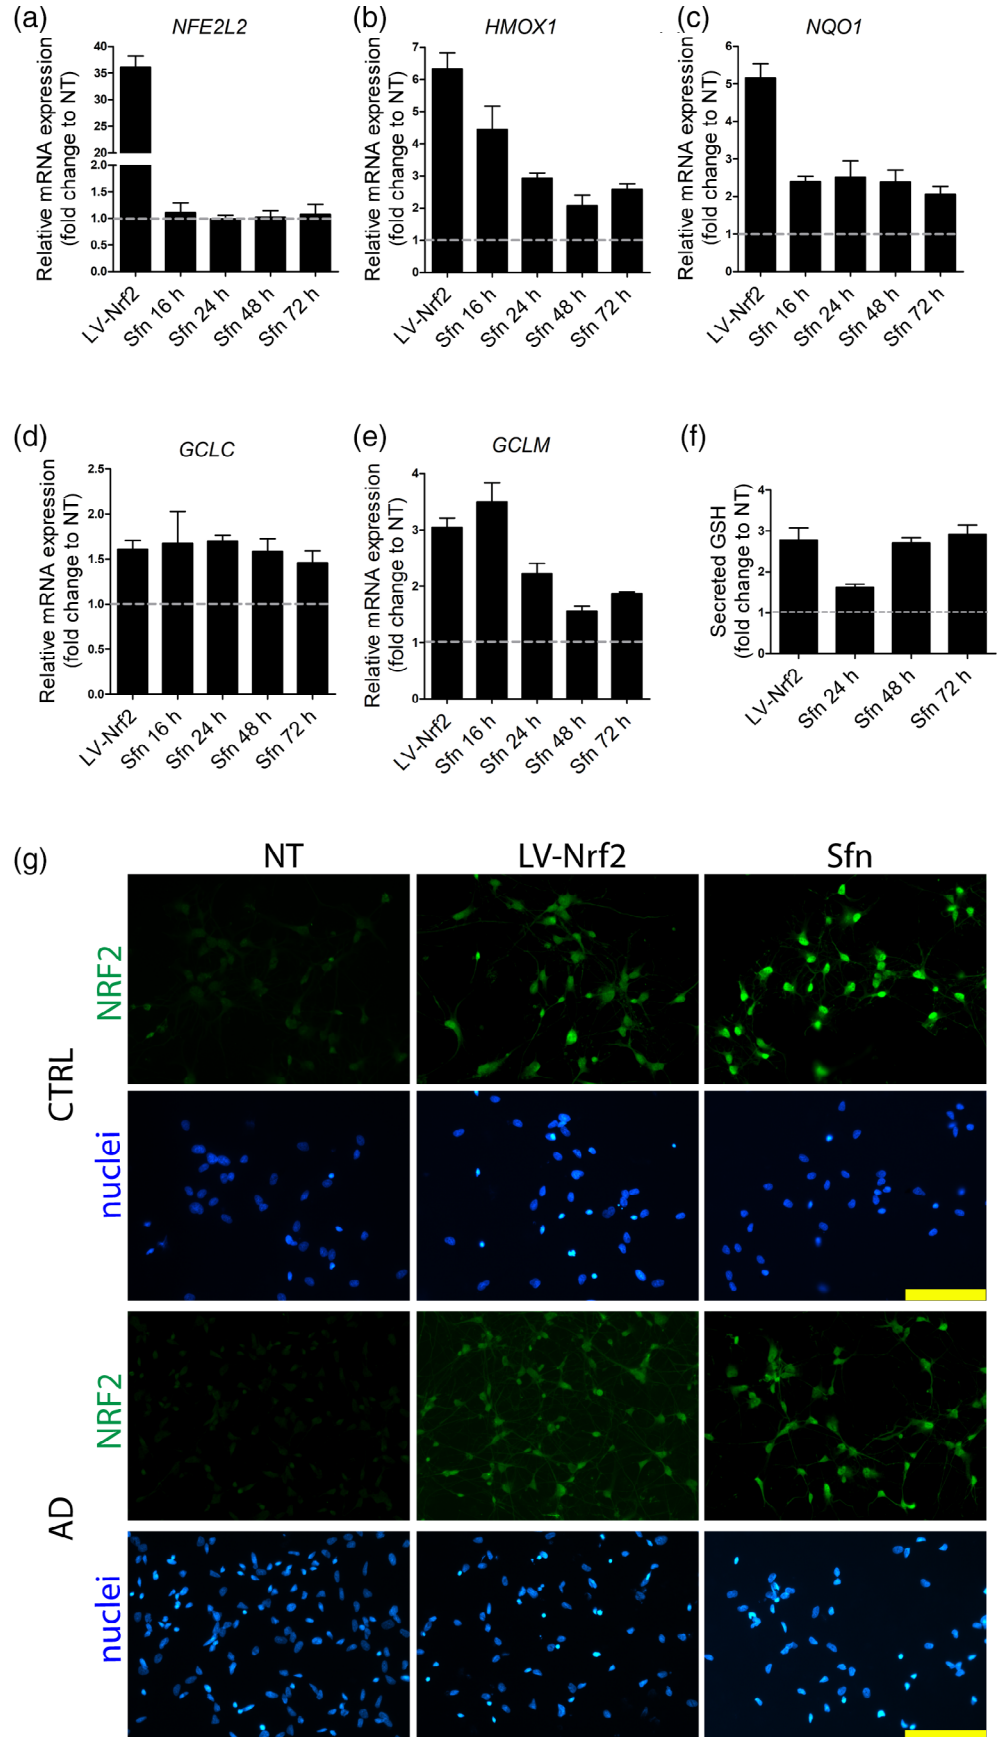 (a)
NFE2L2
Relative mRNA expression
(fold change to NT)
40
35
30
25
20
2.0
1.5
1.0
0.5
0.0
LV-Nrf2
Sfn 16 h
Sfn 24 h
Sfn 48 h
Sfn 72 h
(b)
HMOX1
Relative mRNA expression
(fold change to NT)
7
6
5
4
3
2
1
0
LV-Nrf2
Sfn 16 h
Sfn 24 h
Sfn 48 h
Sfn 72 h
(c)
NQO1
Relative mRNA expression
(fold change to NT)
6
5
4
3
2
1
0
LV-Nrf2
Sfn 16 h
Sfn 24 h
Sfn 48 h
Sfn 72 h
(d)
GCLC
Relative mRNA expression
(fold change to NT)
2.5
2.0
1.5
1.0
0.5
0.0
LV-Nrf2
Sfn 16 h
Sfn 24 h
Sfn 48 h
Sfn 72 h
(e)
GCLM
Relative mRNA expression
(fold change to NT)
4
3
2
1
0
LV-Nrf2
Sfn 16 h
Sfn 24 h
Sfn 48 h
Sfn 72 h
(f)
Secreted GSH
(fold change to NT)
4
3
2
1
0
LV-Nrf2
Sfn 24 h
Sfn 48 h
Sfn 72 h
(g)
NT
LV-Nrf2
Sfn
CTRL
NRF2
nuclei
AD
NRF2
nuclei